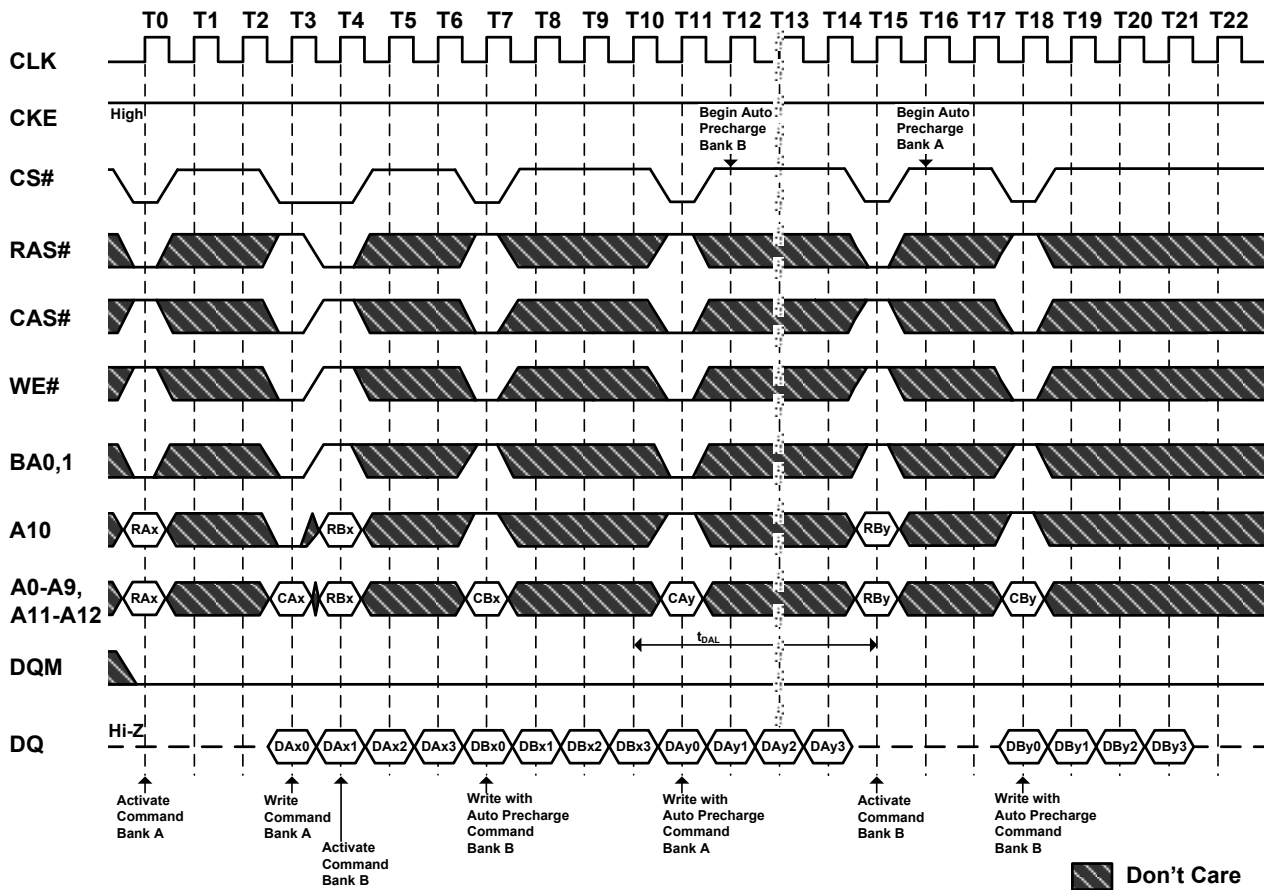 T0 T1 T2 T3 T4 T5 T6 T7 T8 T9 T10 T11 T12 T13 T14 T15 T16 T17 T18 T19 T20 T21 T22
CLK
CKE
High
Begin Auto
Precharge
Bank B
Begin Auto
Precharge
Bank A
CS#
RAS#
CAS#
WE#
BA0,1
A10
RAx RBx RBy
A0-A9,
A11-A12
RAx CAx RBx CBx CAy RBy CBy
tDAL
DQM
DQ
Hi-Z
DAx0 DAx1 DAx2 DAx3 DBx0 DBx1 DBx2 DBx3 DAy0 DAy1 DAy2 DAy3 DBy0 DBy1 DBy2 DBy3
Activate
Command
Bank A
Write
Command
Bank A
Activate
Command
Bank B
Write with
Auto Precharge
Command
Bank B
Write with
Auto Precharge
Command
Bank A
Activate
Command
Bank B
Write with
Auto Precharge
Command
Bank B
Don't Care